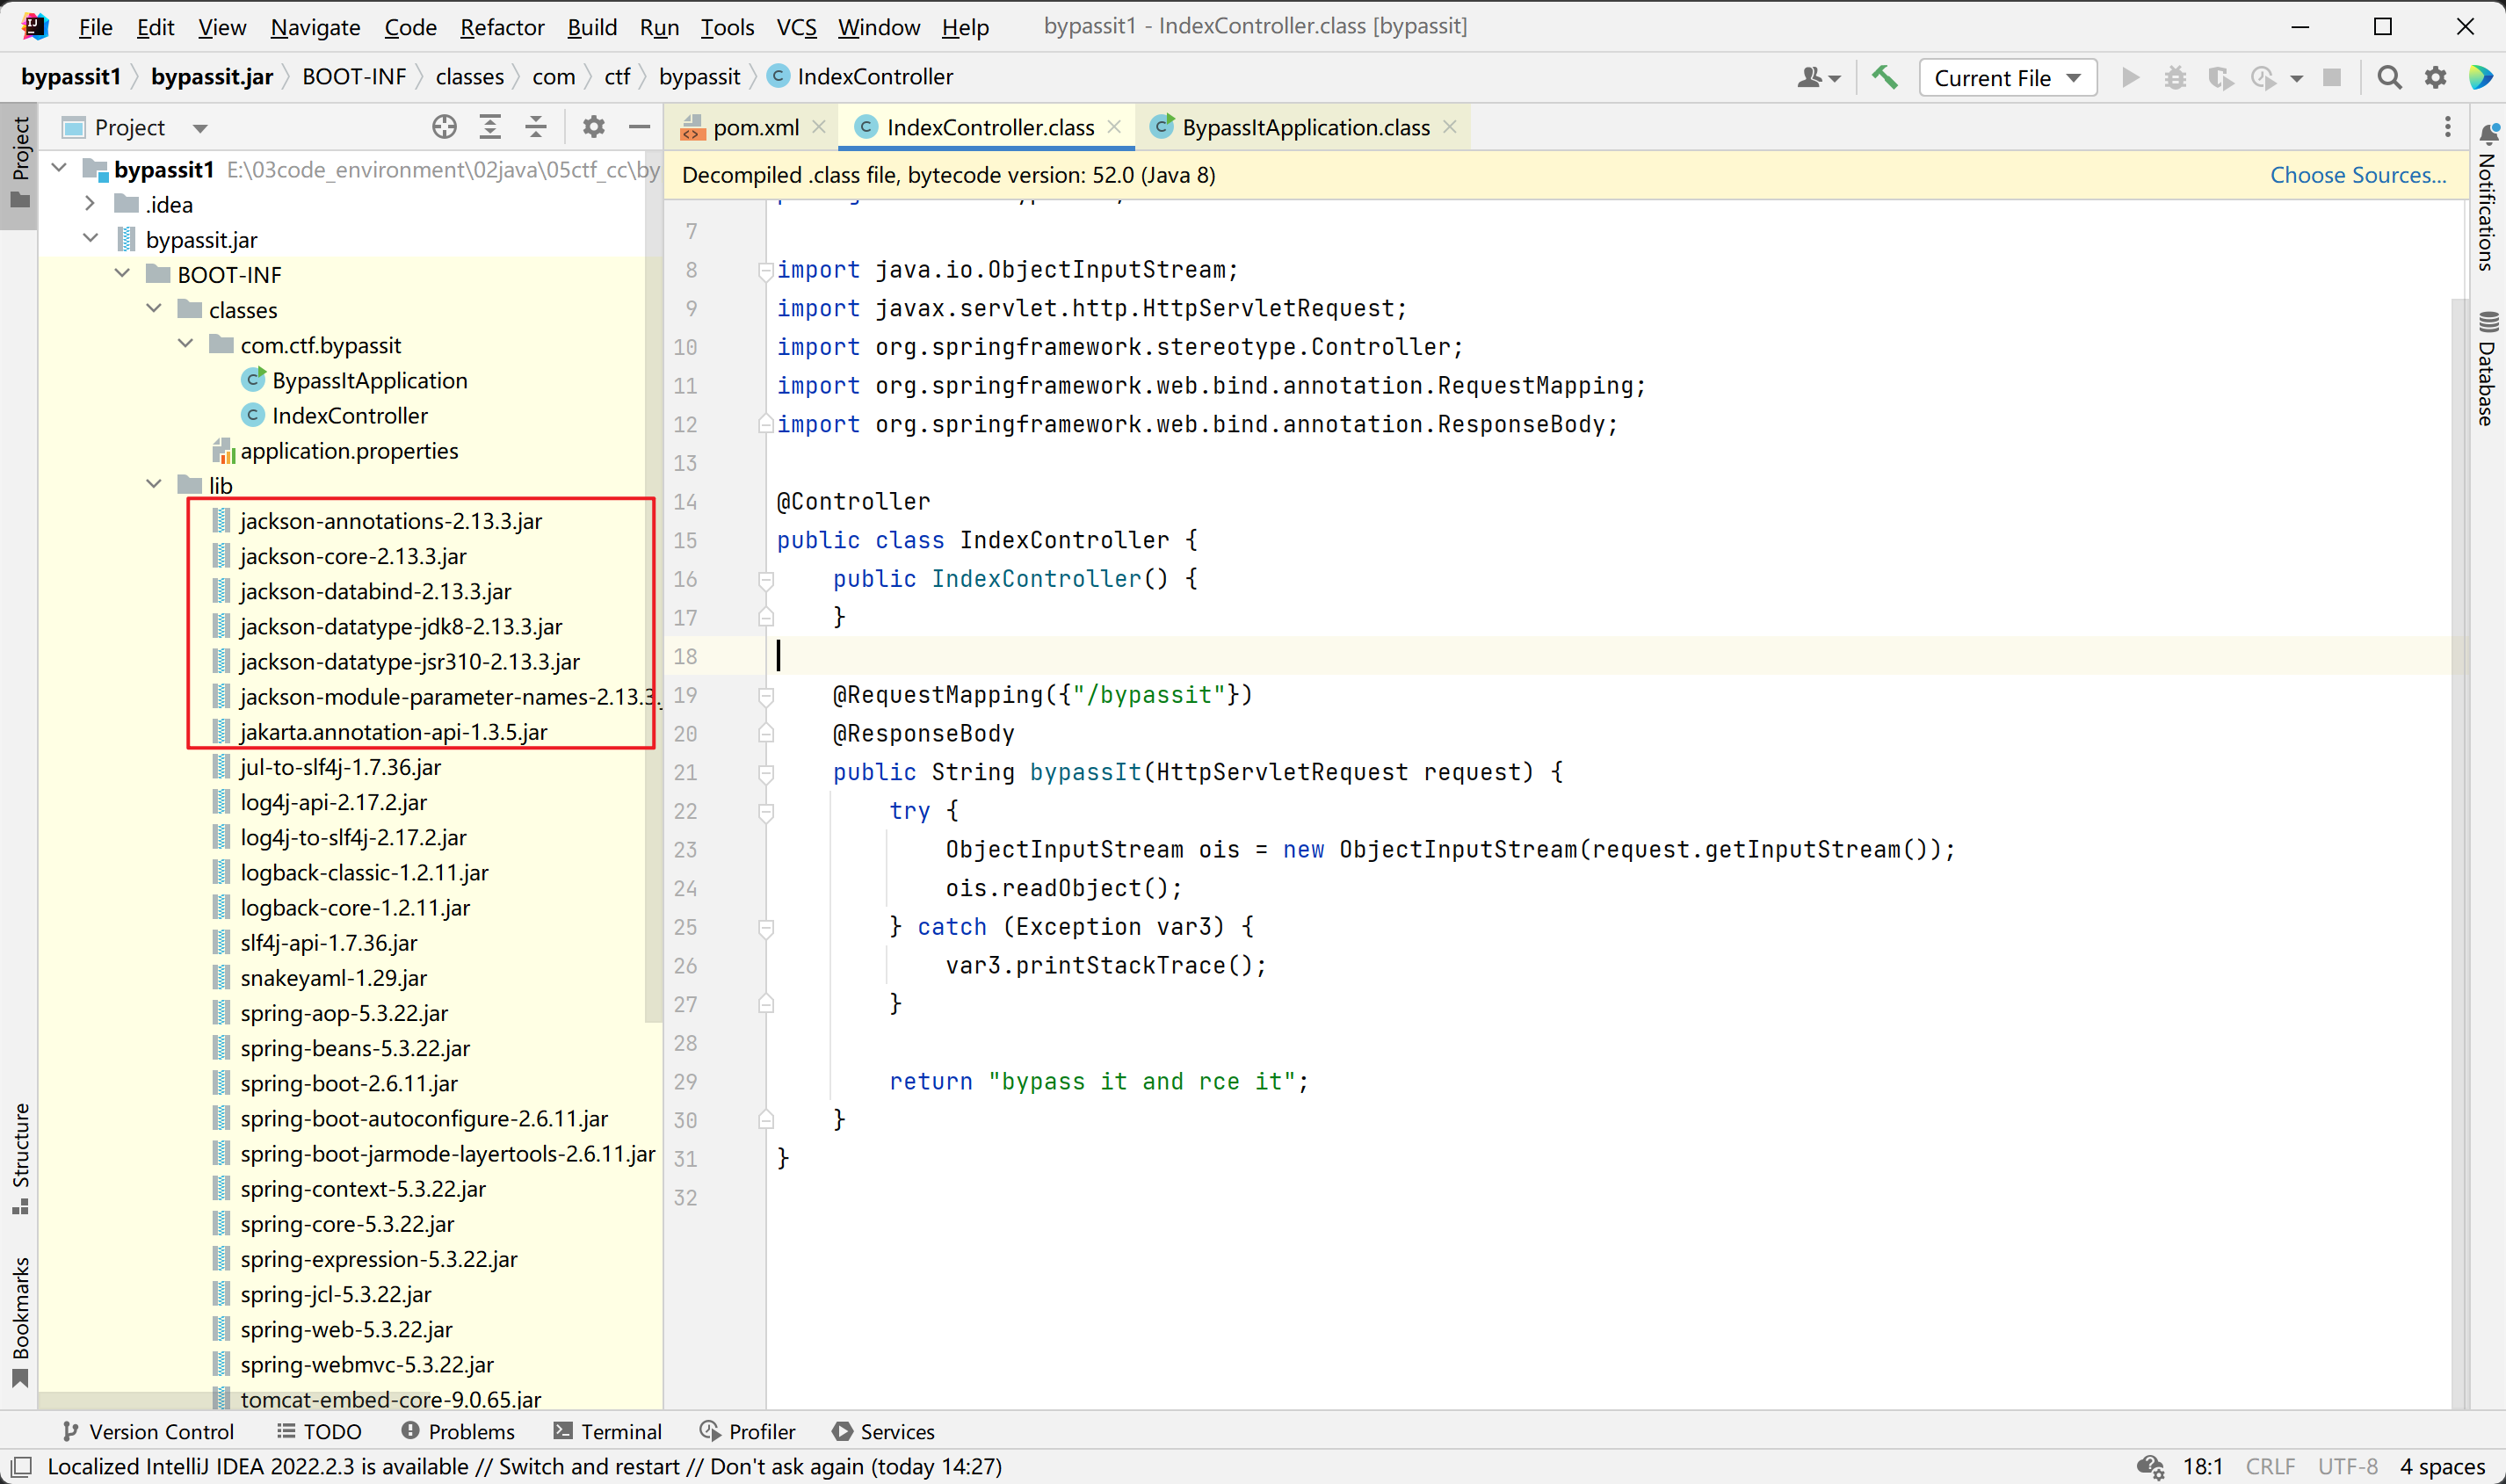 File Edit View Navigate Code Refactor Build Run Tools VCS Window Help bypassit1 - IndexController.class [bypassit]
bypassit1 bypassit.jar BOOT-INF classes com ctf bypassit IndexController Current File
Project
Project
pom.xml IndexController.class BypassItApplication.class
Decompiled .class file, bytecode version: 52.0 (Java 8) Choose Sources...
bypassit1 E:\03code_environment\02java\05ctf_cc\by
.idea
bypassit.jar
BOOT-INF
classes
com.ctf.bypassit
BypassItApplication
IndexController
application.properties
lib
jackson-annotations-2.13.3.jar
jackson-core-2.13.3.jar
jackson-databind-2.13.3.jar
jackson-datatype-jdk8-2.13.3.jar
jackson-datatype-jsr310-2.13.3.jar
jackson-module-parameter-names-2.13.3.
jakarta.annotation-api-1.3.5.jar
jul-to-slf4j-1.7.36.jar
log4j-api-2.17.2.jar
log4j-to-slf4j-2.17.2.jar
logback-classic-1.2.11.jar
logback-core-1.2.11.jar
slf4j-api-1.7.36.jar
snakeyaml-1.29.jar
spring-aop-5.3.22.jar
spring-beans-5.3.22.jar
spring-boot-2.6.11.jar
spring-boot-autoconfigure-2.6.11.jar
spring-boot-jarmode-layertools-2.6.11.jar
spring-context-5.3.22.jar
spring-core-5.3.22.jar
spring-expression-5.3.22.jar
spring-jcl-5.3.22.jar
spring-web-5.3.22.jar
spring-webmvc-5.3.22.jar
tomcat-embed-core-9.0.65.jar
7
8 import java.io.ObjectInputStream;
9 import javax.servlet.http.HttpServletRequest;
10 import org.springframework.stereotype.Controller;
11 import org.springframework.web.bind.annotation.RequestMapping;
12 import org.springframework.web.bind.annotation.ResponseBody;
13
14 @Controller
15 public class IndexController {
16 public IndexController() {
17 }
18
19 @RequestMapping({"/bypassit"})
20 @ResponseBody
21 public String bypassIt(HttpServletRequest request) {
22 try {
23 ObjectInputStream ois = new ObjectInputStream(request.getInputStream());
24 ois.readObject();
25 } catch (Exception var3) {
26 var3.printStackTrace();
27 }
28
29 return "bypass it and rce it";
30 }
31 }
32
Notifications
Database
Structure
Bookmarks
Version Control TODO Problems Terminal Profiler Services
Localized IntelliJ IDEA 2022.2.3 is available // Switch and restart // Don't ask again (today 14:27) 18:1 CRLF UTF-8 4 spaces